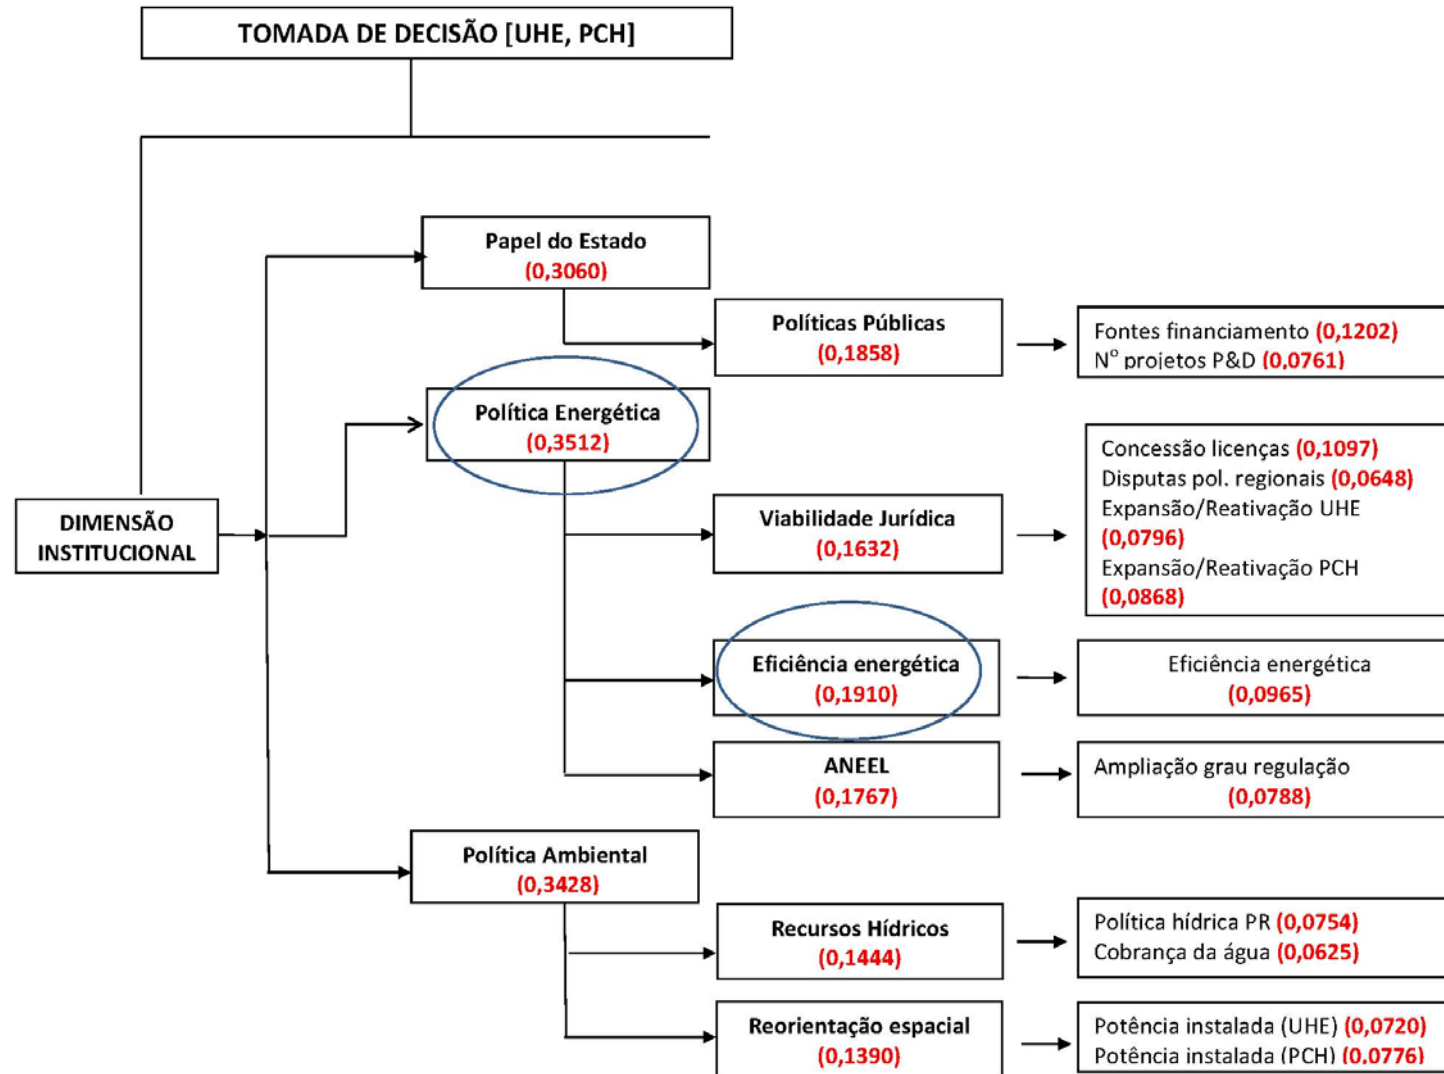 TOMADA DE DECISÃO [UHE, PCH]
Papel do Estado
(0,3060)
Políticas Públicas
(0,1858)
Fontes financiamento (0,1202)
Nº projetos P&D (0,0761)
Política Energética
(0,3512)
DIMENSÃO
INSTITUCIONAL
Viabilidade Jurídica
(0,1632)
Concessão licenças (0,1097)
Disputas pol. regionais (0,0648)
Expansão/Reativação UHE
(0,0796)
Expansão/Reativação PCH
(0,0868)
Eficiência energética
(0,1910)
Eficiência energética
(0,0965)
ANEEL
(0,1767)
Ampliação grau regulação
(0,0788)
Política Ambiental
(0,3428)
Recursos Hídricos
(0,1444)
Política hídrica PR (0,0754)
Cobrança da água (0,0625)
Reorientação espacial
(0,1390)
Potência instalada (UHE) (0,0720)
Potência instalada (PCH) (0,0776)